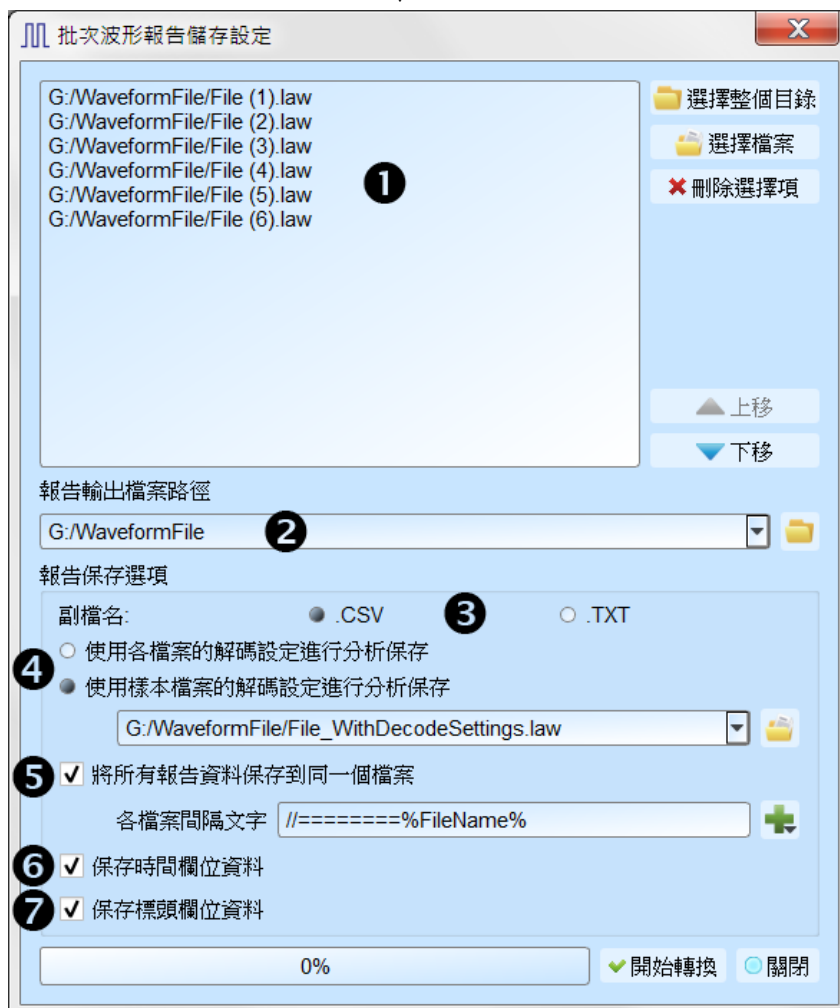 批次波形報告儲存設定
G:/WaveformFile/File (1).law
G:/WaveformFile/File (2).law
G:/WaveformFile/File (3).law
G:/WaveformFile/File (4).law
G:/WaveformFile/File (5).law
G:/WaveformFile/File (6).law
❶
選擇整個目錄
選擇檔案
刪除選擇項
上移
下移
報告輸出檔案路徑
G:/WaveformFile ❷
報告保存選項
副檔名: .CSV ❸ .TXT
❹
使用各檔案的解碼設定進行分析保存
使用樣本檔案的解碼設定進行分析保存
G:/WaveformFile/File_WithDecodeSettings.law
❺ 將所有報告資料保存到同一個檔案
各檔案間隔文字 //========%FileName%
❻ 保存時間欄位資料
❼ 保存標頭欄位資料
0% 開始轉換 關閉